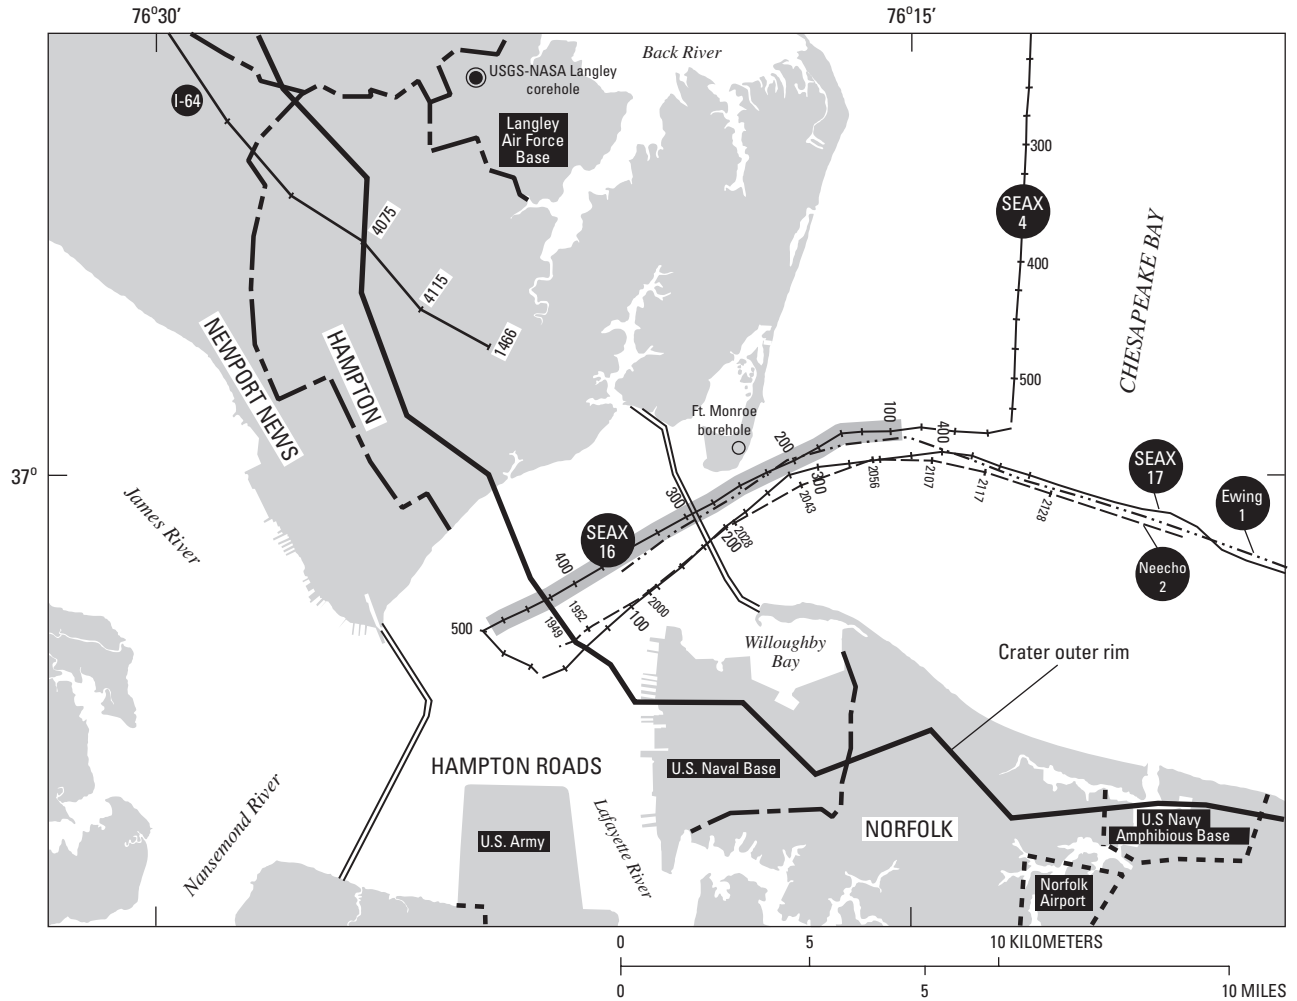 76°30′
76°15′
Back River
USGS-NASA Langley
corehole
I-64
Langley
Air Force
Base
300
SEAX
4
4075
400
CHESAPEAKE BAY
4115
1466
NEWPORT NEWS
HAMPTON
500
Ft. Monroe
borehole
100
200
400
37°
300
2056
2107
2117
2128
SEAX
17
Ewing
1
James River
300
2043
SEAX
16
2028
200
400
Neecho
2
1952
2000
100
500
1949
Willoughby
Bay
Crater outer rim
HAMPTON ROADS
U.S. Naval Base
Nansemond River
Lafayette River
U.S. Army
NORFOLK
U.S Navy
Amphibious Base
Norfolk
Airport
0
5
10 KILOMETERS
0
5
10 MILES